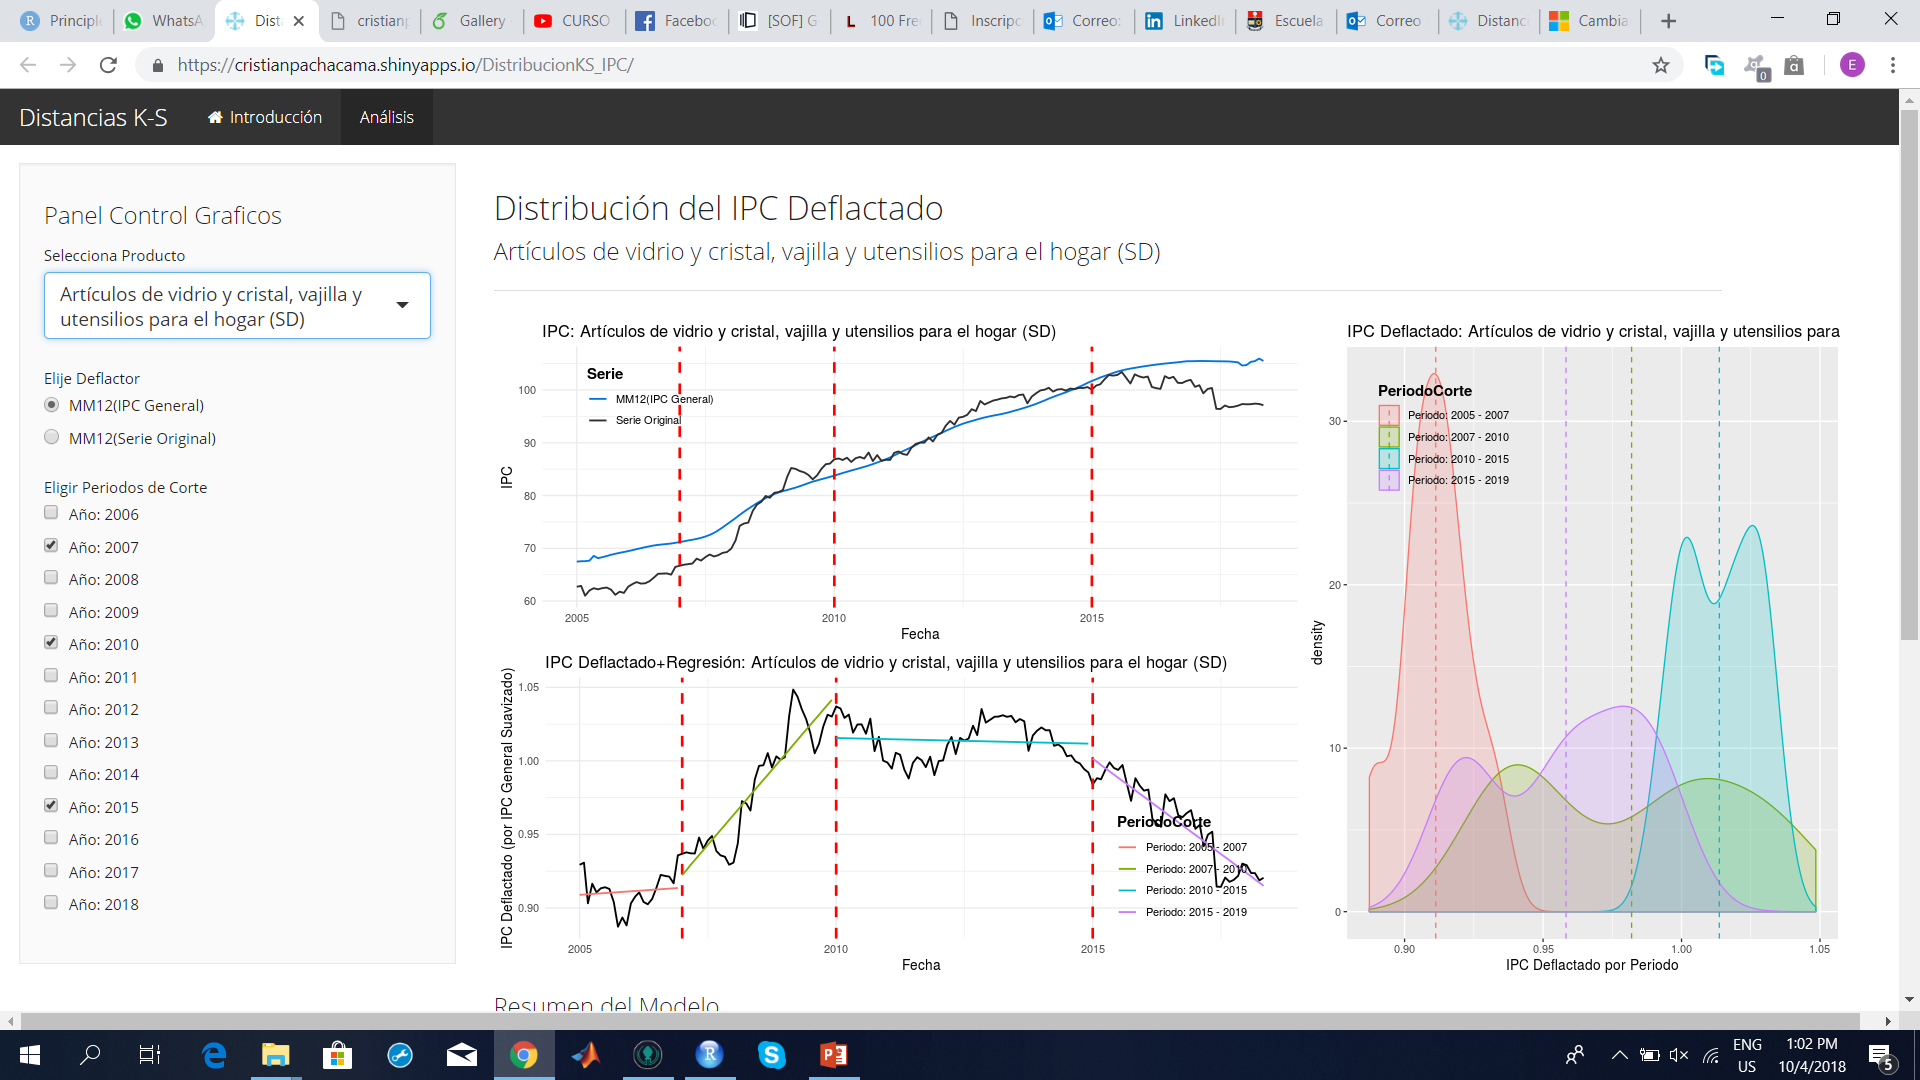 Principl
WhatsA
Dist
cristianp
Gallery
CURSO
Faceboo
[SOF] G
L 100 Fre
Inscripc
Correo:
LinkedI
Escuela
Correo
Distanc
Cambia
https://cristianpachacama.shinyapps.io/DistribucionKS_IPC/
0
E
Distancias K-S
Introducción
Análisis
Panel Control Graficos
Selecciona Producto
Artículos de vidrio y cristal, vajilla y
utensilios para el hogar (SD)
Elije Deflactor
MM12(IPC General)
MM12(Serie Original)
Eligir Periodos de Corte
Año: 2006
Año: 2007
Año: 2008
Año: 2009
Año: 2010
Año: 2011
Año: 2012
Año: 2013
Año: 2014
Año: 2015
Año: 2016
Año: 2017
Año: 2018
Distribución del IPC Deflactado
Artículos de vidrio y cristal, vajilla y utensilios para el hogar (SD)
IPC: Artículos de vidrio y cristal, vajilla y utensilios para el hogar (SD)
Serie
MM12(IPC General)
Serie Original
IPC
100
90
80
70
60
2005
2010
2015
Fecha
IPC Deflactado+Regresión: Artículos de vidrio y cristal, vajilla y utensilios para el hogar (SD)
IPC Deflactado (por IPC General Suavizado)
1.05
1.00
0.95
0.90
PeriodoCorte
Periodo: 2005 - 2007
Periodo: 2007 - 2010
Periodo: 2010 - 2015
Periodo: 2015 - 2019
2005
2010
2015
Fecha
IPC Deflactado: Artículos de vidrio y cristal, vajilla y utensilios para
PeriodoCorte
Periodo: 2005 - 2007
Periodo: 2007 - 2010
Periodo: 2010 - 2015
Periodo: 2015 - 2019
density
30
20
10
0
0.90
0.95
1.00
1.05
IPC Deflactado por Periodo
Resumen del Modelo
ENG
US
1:02 PM
10/4/2018
5